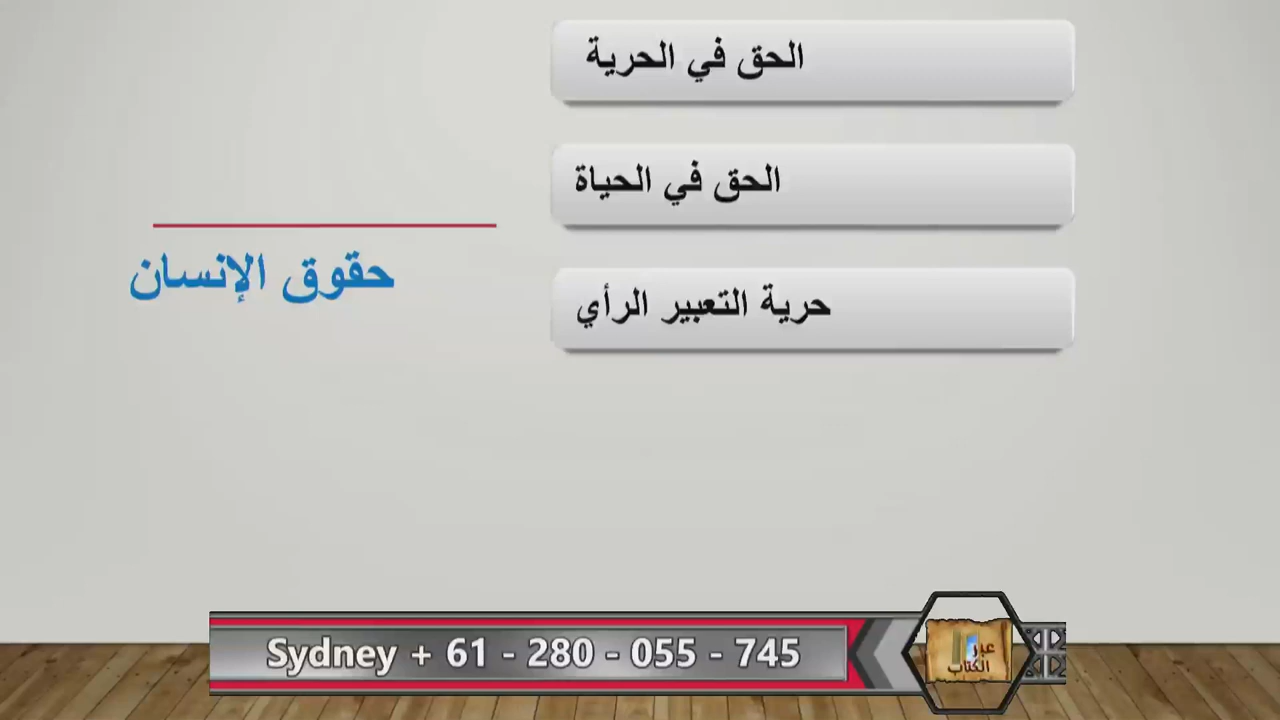 الحق في الحرية
الحق في الحياة
حقوق الإنسان
حرية التعبير الرأي
Sydney + 61 - 280 - 055 - 745
عبر
الكتاب